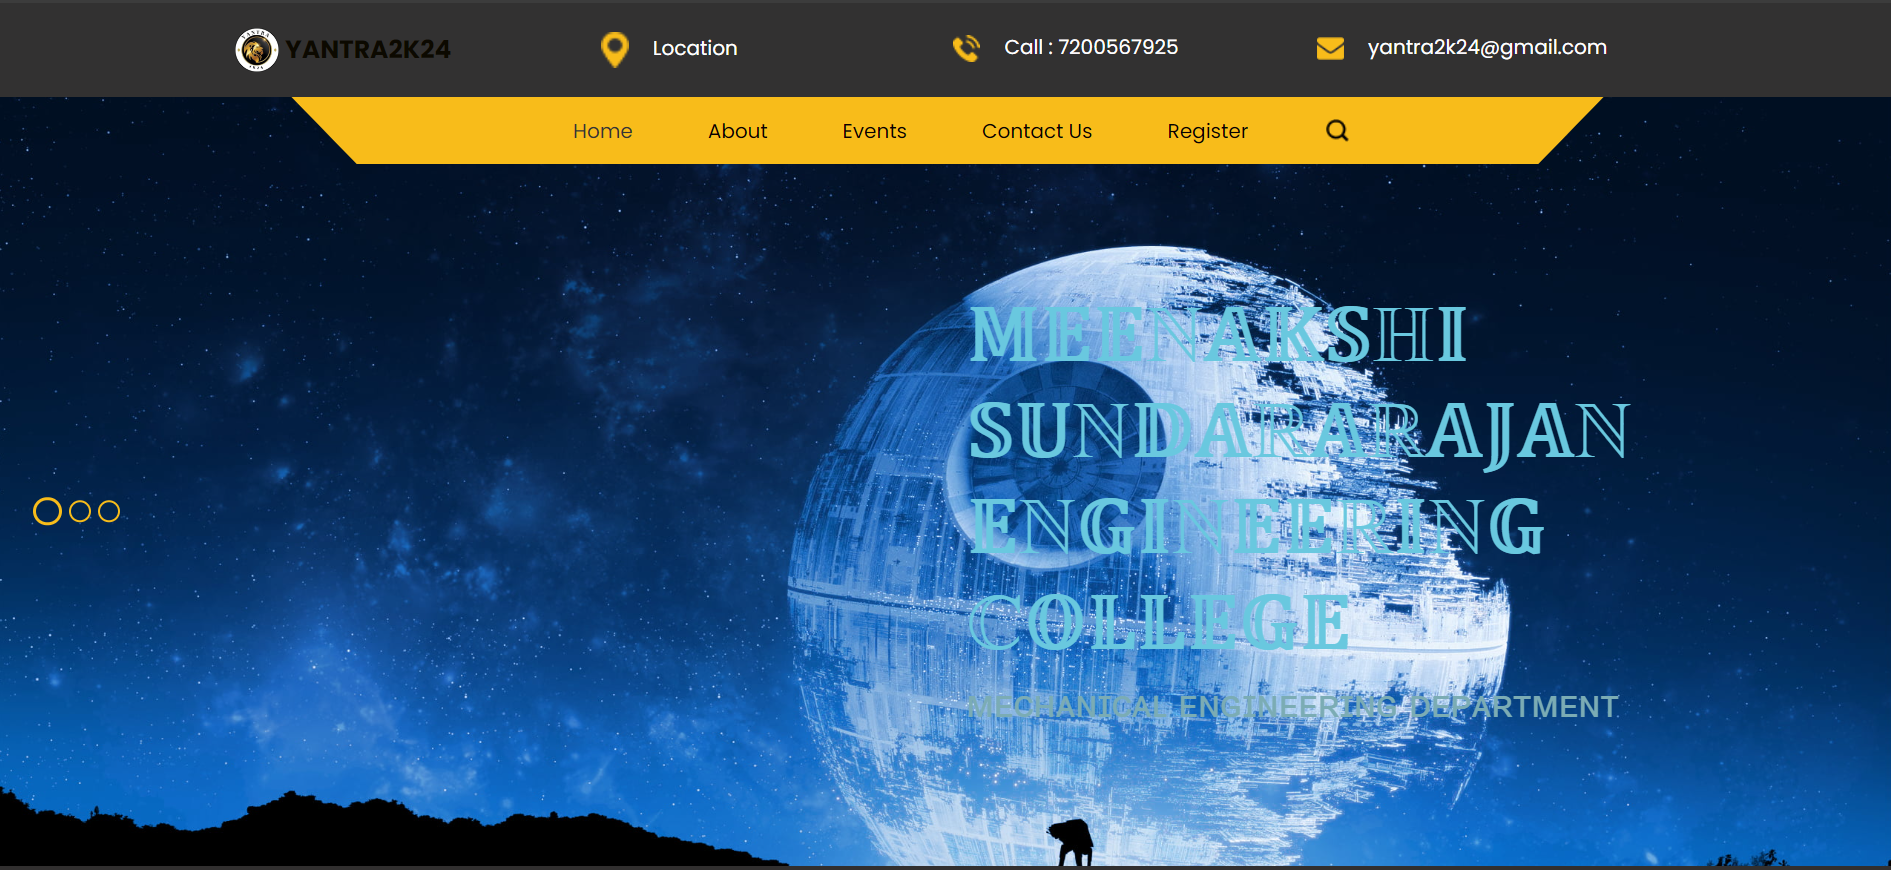 YANTRA2K24
Location
Call : 7200567925
yantra2k24@gmail.com
Home
About
Events
Contact Us
Register
MEENAKSHI
SUNDARARAJAN
ENGINEERING
COLLEGE
MECHANICAL ENGINEERING DEPARTMENT